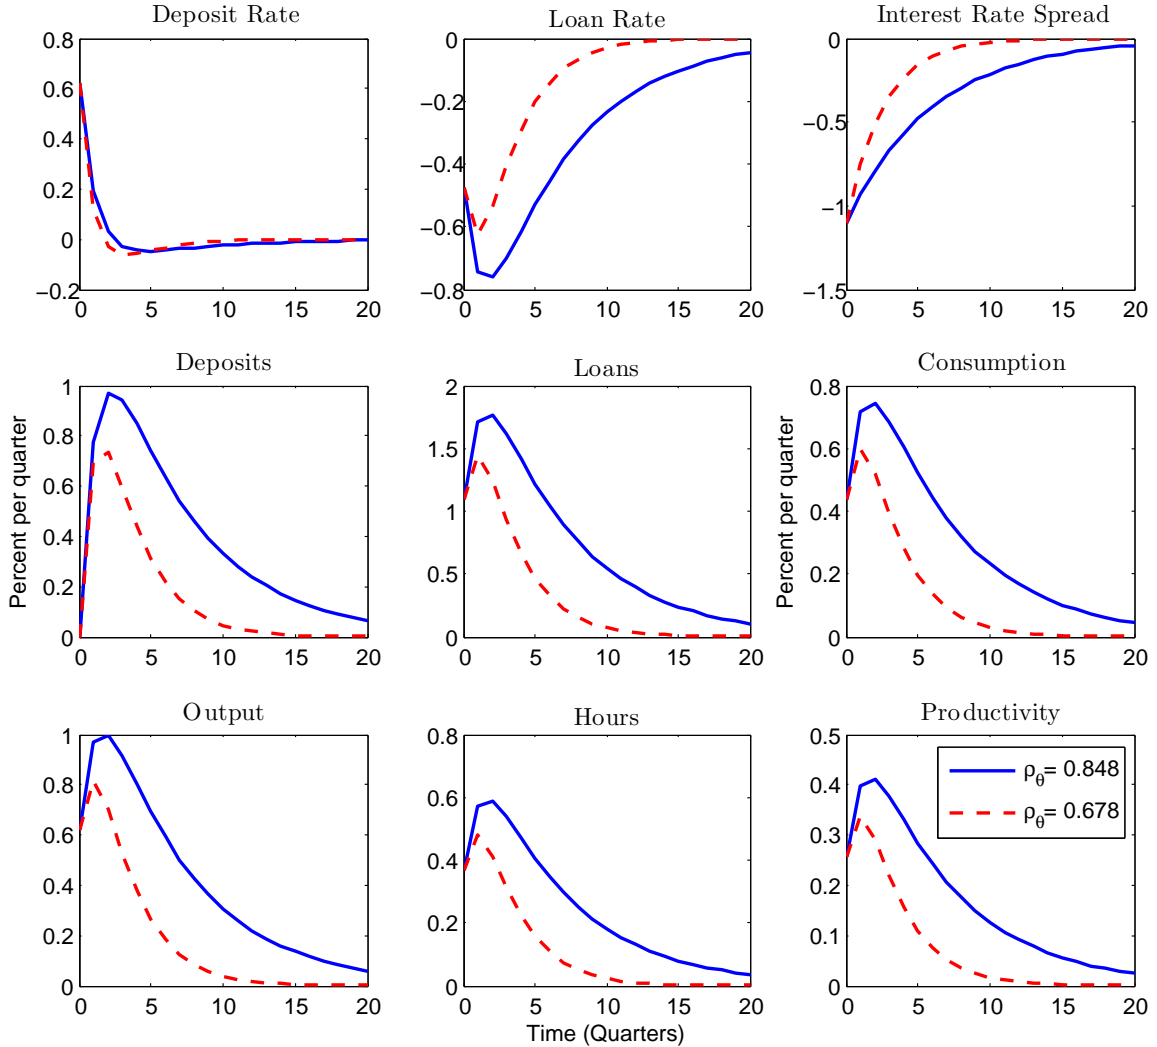 Deposit Rate
0.8
0.6
0.4
0.2
0
−0.2
0 5 10 15 20
Loan Rate
0
−0.2
−0.4
−0.6
−0.8
0 5 10 15 20
Interest Rate Spread
0
−0.5
−1
−1.5
0 5 10 15 20
Deposits
Percent per quarter
1
0.8
0.6
0.4
0.2
0
0 5 10 15 20
Loans
2
1.5
1
0.5
0
0 5 10 15 20
Consumption
Percent per quarter
0.8
0.6
0.4
0.2
0
0 5 10 15 20
Output
1
0.8
0.6
0.4
0.2
0
0 5 10 15 20
Hours
0.8
0.6
0.4
0.2
0
0 5 10 15 20
Time (Quarters)
Productivity
0.5
0.4
0.3
0.2
0.1
0
0 5 10 15 20
ρθ= 0.848
ρθ= 0.678